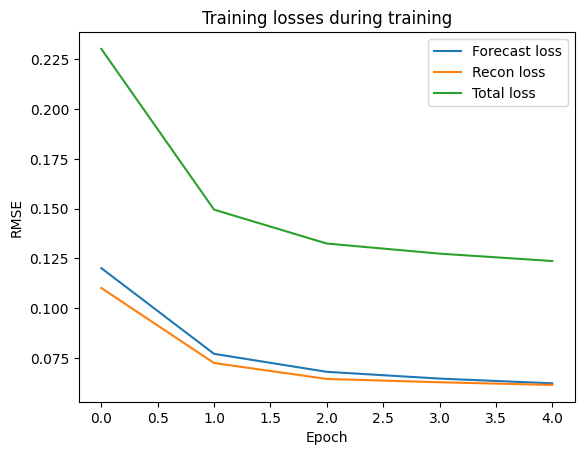 Training losses during training
Forecast loss
Recon loss
Total loss
0.225
0.200
0.175
0.150
0.125
0.100
0.075
RMSE
0.0 0.5 1.0 1.5 2.0 2.5 3.0 3.5 4.0
Epoch